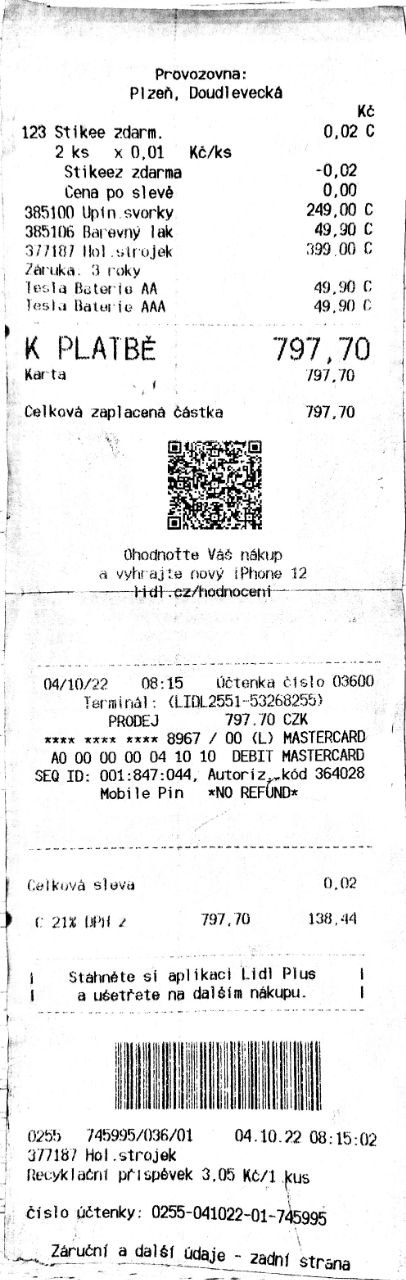 Provozovna:
Plzeň, Doudlevecká
Kč
123 Stikee zdarm. 0,02 C
2 ks x 0,01 Kč/ks
Stikeez zdarma -0,02
Cena po slevě 0,00
385100 Upín.svorky 249,00 C
385106 Barevný lak 49,90 C
377187 Hol.strojek 399,00 C
Záruka. 3 roky
Tesla Baterie AA 49,90 C
Tesla Baterie AAA 49,90 C
K PLATBĚ 797,70
Karta 797,70
Celková zaplacená částka 797,70
Ohodnoťte Váš nákup
a vyhrajte nový iPhone 12
lidl.cz/hodnoceni
04/10/22 08:15 Účtenka číslo 03600
Terminál: (LIDL2551-53268255)
PRODEJ 797.70 CZK
**** **** **** 8967 / 00 (L) MASTERCARD
A0 00 00 00 04 10 10 DEBIT MASTERCARD
SEQ ID: 001:847:044, Autoriz. kód 364028
Mobile Pin *NO REFUND*
Celková sleva 0,02
C 21% DPH z 797,70 138,44
Stáhněte si aplikaci Lidl Plus
a ušetřete na dalším nákupu.
0255 745995/036/01 04.10.22 08:15:02
377187 Hol.strojek
Recyklační příspěvek 3,05 Kč/1 kus
číslo účtenky: 0255-041022-01-745995
Záruční a další údaje - zadní strana